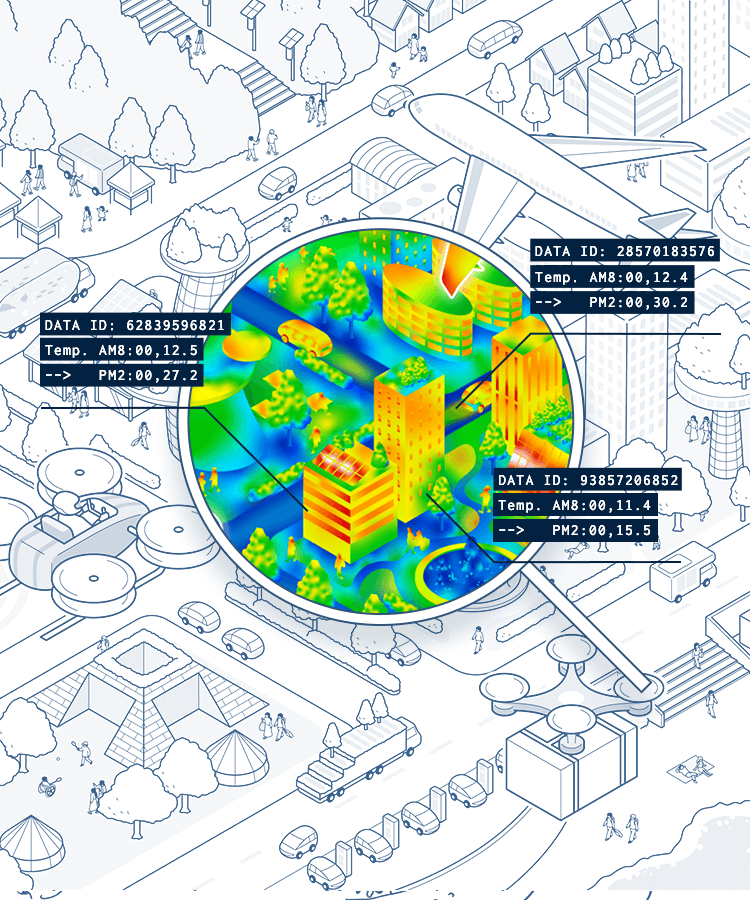 DATA ID: 28570183576
Temp. AM8:00,12.4
--> PM2:00,30.2
DATA ID: 62839596821
Temp. AM8:00,12.5
--> PM2:00,27.2
DATA ID: 93857206852
Temp. AM8:00,11.4
--> PM2:00,15.5